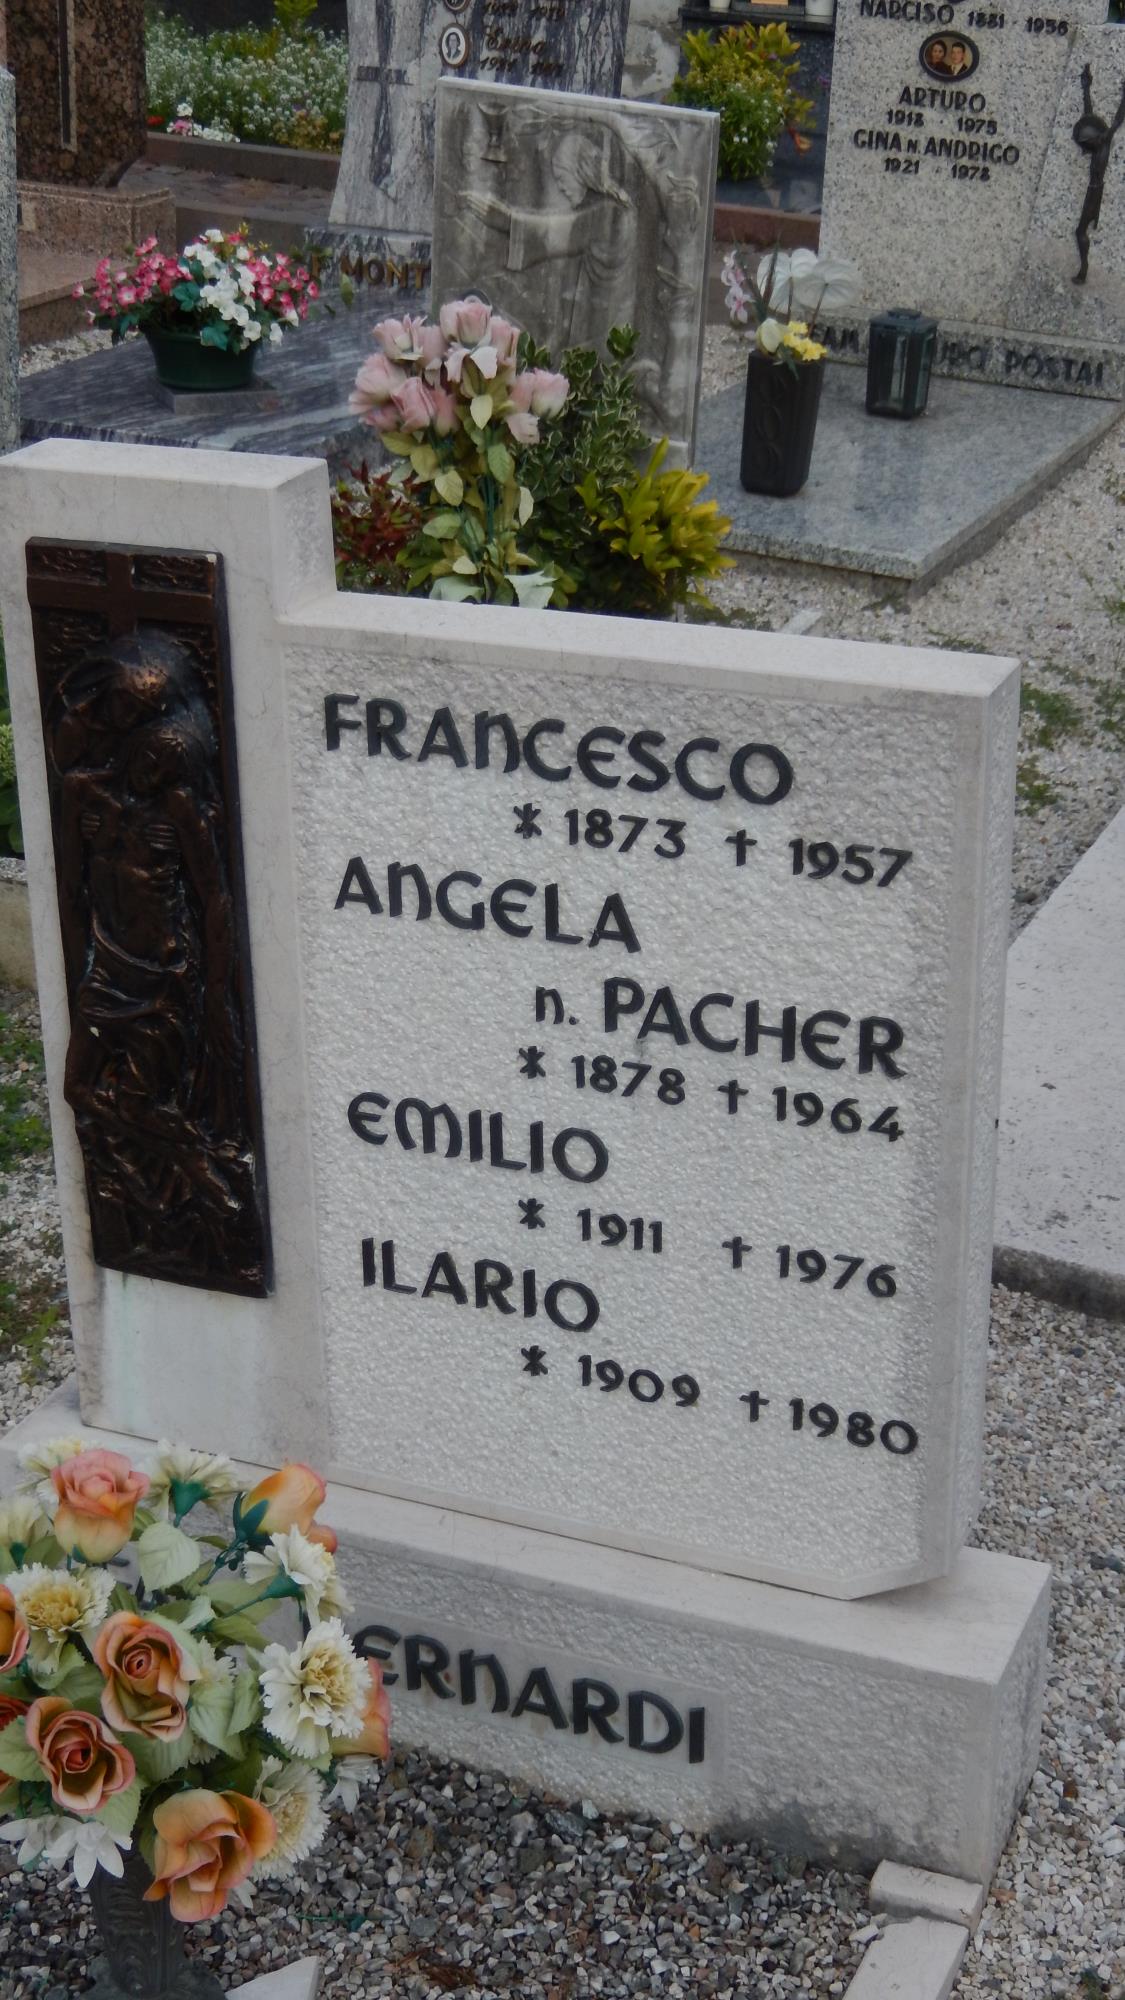 NARCISO 1881 · 1956
ARTURO
1918 · 1975
GINA N. ANDRIGO
1921 · 1978
MONT
POSTAI
FRANCESCO
* 1873 † 1957
ANGELA
n. PACHER
* 1878 † 1964
EMILIO
* 1911 † 1976
ILARIO
* 1909 † 1980
ERNARDI